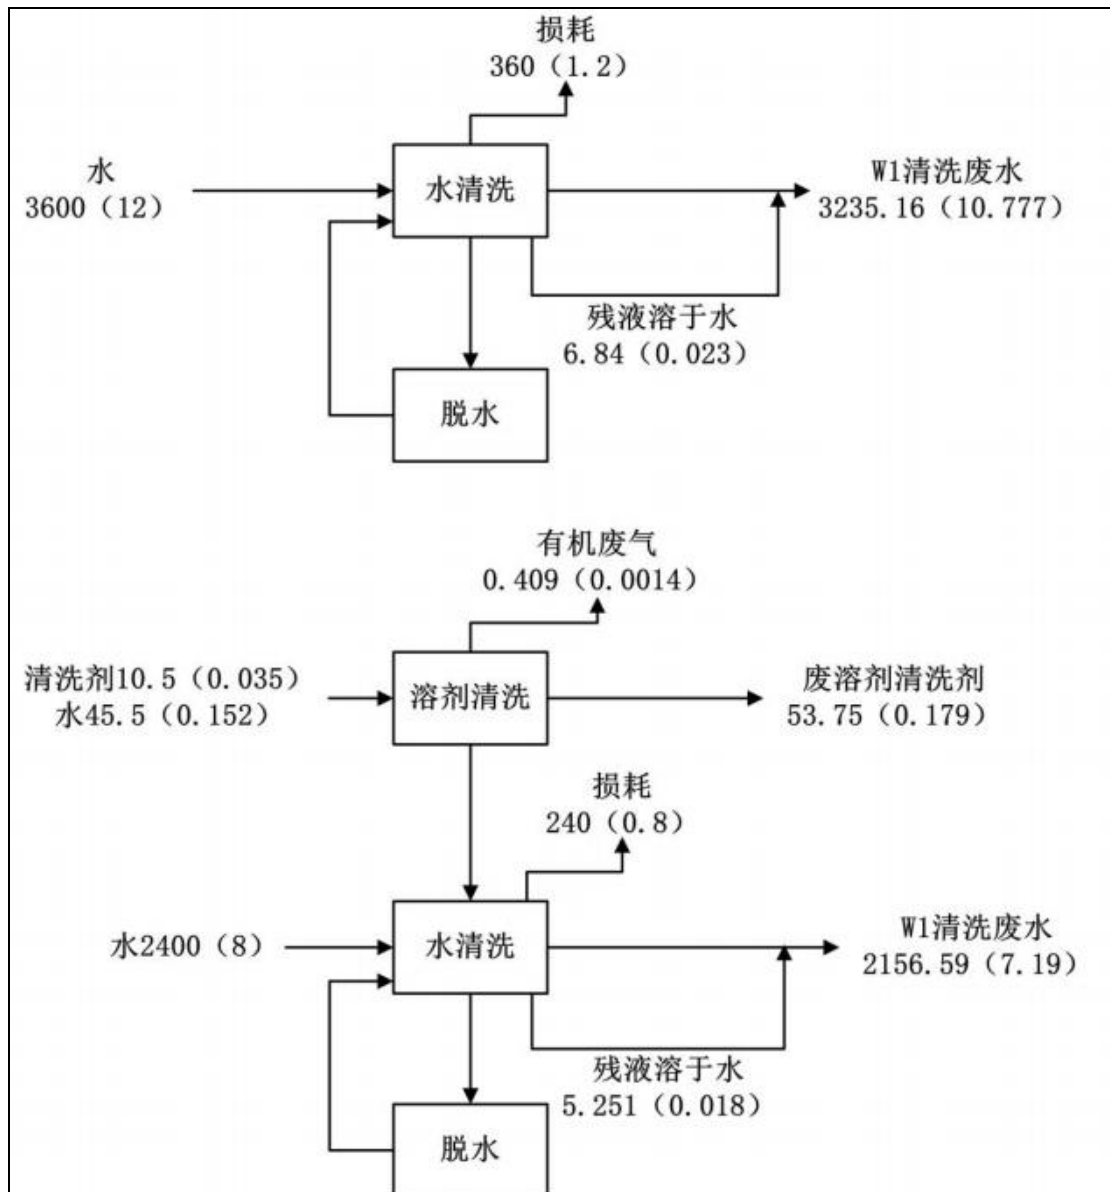 损耗
360（1.2）
水
3600（12）
水清洗
W1清洗废水
3235.16（10.777）
残液溶于水
6.84（0.023）
脱水
有机废气
0.409（0.0014）
清洗剂10.5（0.035）
水45.5（0.152）
溶剂清洗
废溶剂清洗剂
53.75（0.179）
损耗
240（0.8）
水2400（8）
水清洗
W1清洗废水
2156.59（7.19）
残液溶于水
5.251（0.018）
脱水